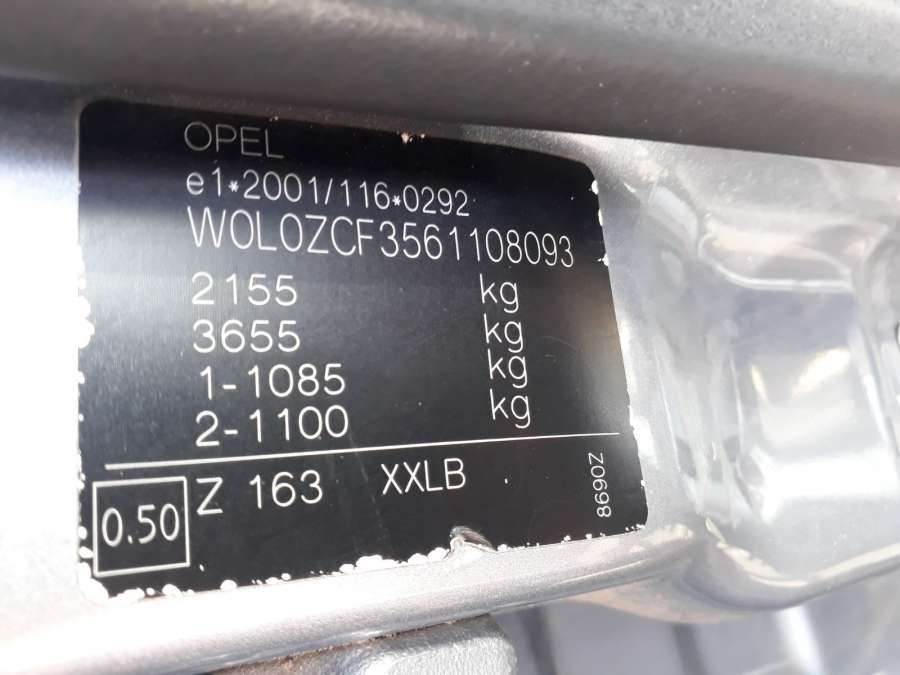 OPEL
e1*2001/116*0292
W0L0ZCF3561108093
2155 kg
3655 kg
1-1085 kg
2-1100 kg
0.50 Z 163 XXLB
8690Z